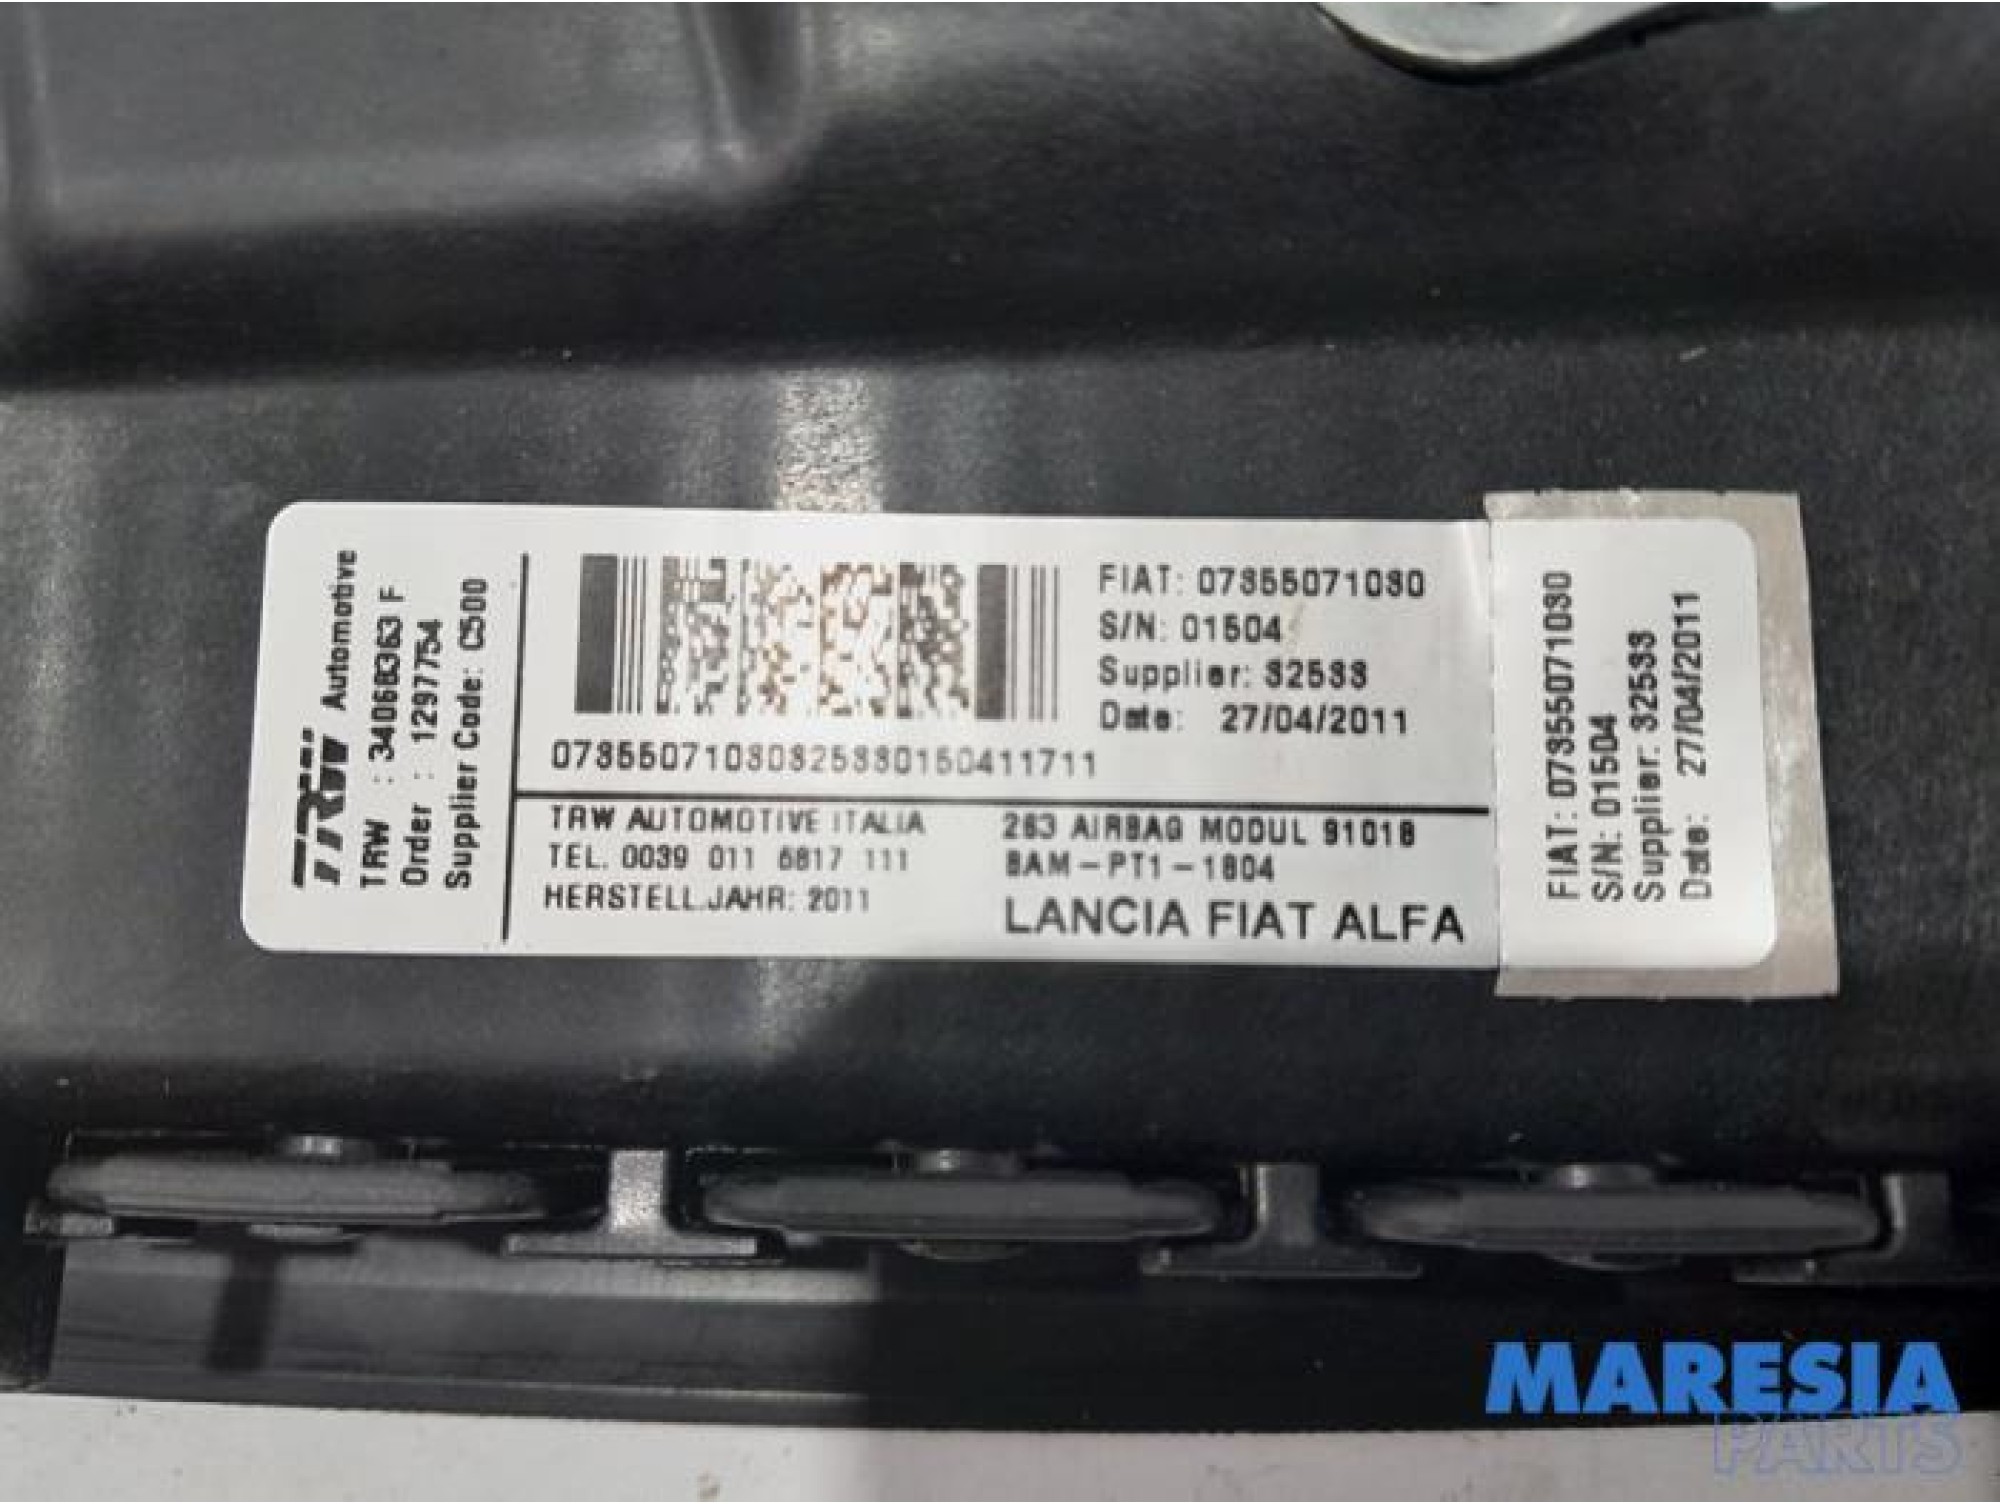 TRW Automotive
TRW : 34068363 F
Order : 1297754
Supplier Code: C500
FIAT: 07355071030
S/N: 01504
Supplier: 32533
Date: 27/04/2011
07355071030325330150411711
TRW AUTOMOTIVE ITALIA
TEL. 0039 011 6817 111
HERSTELL.JAHR: 2011
263 AIRBAG MODUL 91018
BAM-PT1-1804
LANCIA FIAT ALFA
FIAT: 07355071030
S/N: 01504
Supplier: 32533
Date: 27/04/2011
MARESIA
PARTS